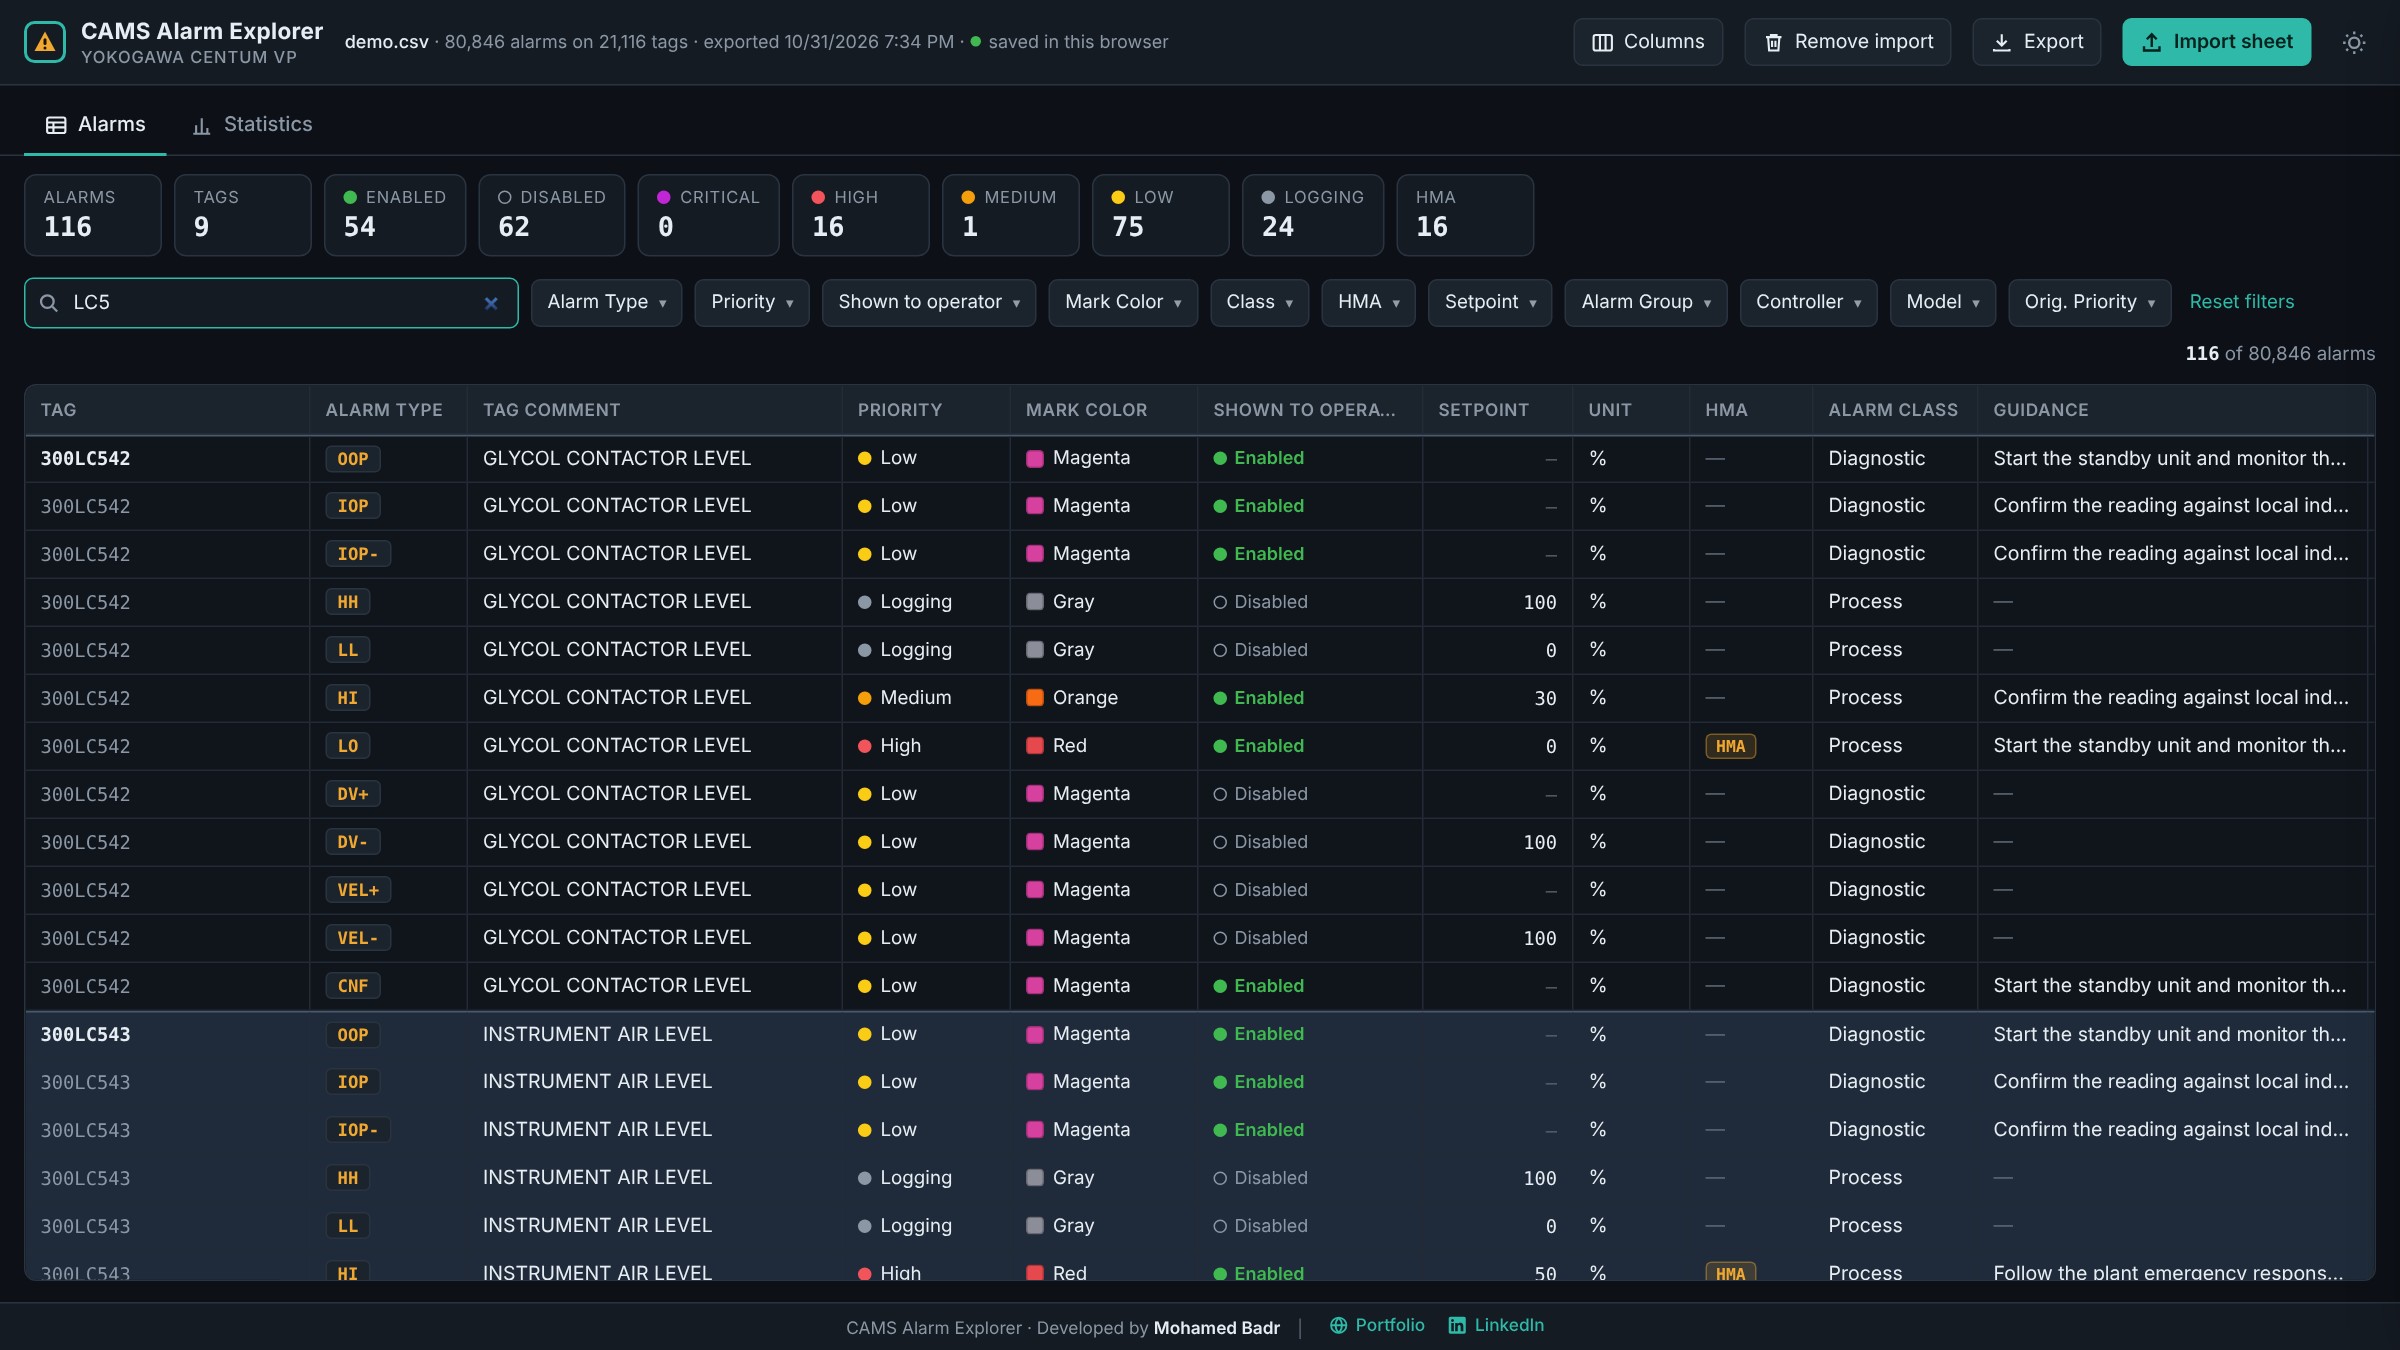 CAMS Alarm Explorer
YOKOGAWA CENTUM VP
demo.csv · 80,846 alarms on 21,116 tags · exported 10/31/2026 7:34 PM · saved in this browser
Columns
Remove import
Export
Import sheet
Alarms
Statistics
ALARMS TAGS ENABLED DISABLED CRITICAL HIGH MEDIUM LOW LOGGING HMA
116 9 54 62 0 16 1 75 24 16
LC5 Alarm Type Priority Shown to operator Mark Color Class HMA Setpoint Alarm Group Controller Model Orig. Priority Reset filters
116 of 80,846 alarms
TAG ALARM TYPE TAG COMMENT PRIORITY MARK COLOR SHOWN TO OPERA... SETPOINT UNIT HMA ALARM CLASS GUIDANCE
300LC542 OOP GLYCOL CONTACTOR LEVEL Low Magenta Enabled — % — Diagnostic Start the standby unit and monitor th...
300LC542 IOP GLYCOL CONTACTOR LEVEL Low Magenta Enabled — % — Diagnostic Confirm the reading against local ind...
300LC542 IOP- GLYCOL CONTACTOR LEVEL Low Magenta Enabled — % — Diagnostic Confirm the reading against local ind...
300LC542 HH GLYCOL CONTACTOR LEVEL Logging Gray Disabled 100 % — Process —
300LC542 LL GLYCOL CONTACTOR LEVEL Logging Gray Disabled 0 % — Process —
300LC542 HI GLYCOL CONTACTOR LEVEL Medium Orange Enabled 30 % — Process Confirm the reading against local ind...
300LC542 LO GLYCOL CONTACTOR LEVEL High Red Enabled 0 % HMA Process Start the standby unit and monitor th...
300LC542 DV+ GLYCOL CONTACTOR LEVEL Low Magenta Disabled — % — Diagnostic —
300LC542 DV- GLYCOL CONTACTOR LEVEL Low Magenta Disabled 100 % — Diagnostic —
300LC542 VEL+ GLYCOL CONTACTOR LEVEL Low Magenta Disabled — % — Diagnostic —
300LC542 VEL- GLYCOL CONTACTOR LEVEL Low Magenta Disabled 100 % — Diagnostic —
300LC542 CNF GLYCOL CONTACTOR LEVEL Low Magenta Enabled — % — Diagnostic Start the standby unit and monitor th...
300LC543 OOP INSTRUMENT AIR LEVEL Low Magenta Enabled — % — Diagnostic Start the standby unit and monitor th...
300LC543 IOP INSTRUMENT AIR LEVEL Low Magenta Enabled — % — Diagnostic Confirm the reading against local ind...
300LC543 IOP- INSTRUMENT AIR LEVEL Low Magenta Enabled — % — Diagnostic Confirm the reading against local ind...
300LC543 HH INSTRUMENT AIR LEVEL Logging Gray Disabled 100 % — Process —
300LC543 LL INSTRUMENT AIR LEVEL Logging Gray Disabled 0 % — Process —
300LC543 HI INSTRUMENT AIR LEVEL High Red Enabled 50 % HMA Process Follow the plant emergency respons...
CAMS Alarm Explorer · Developed by Mohamed Badr | Portfolio LinkedIn